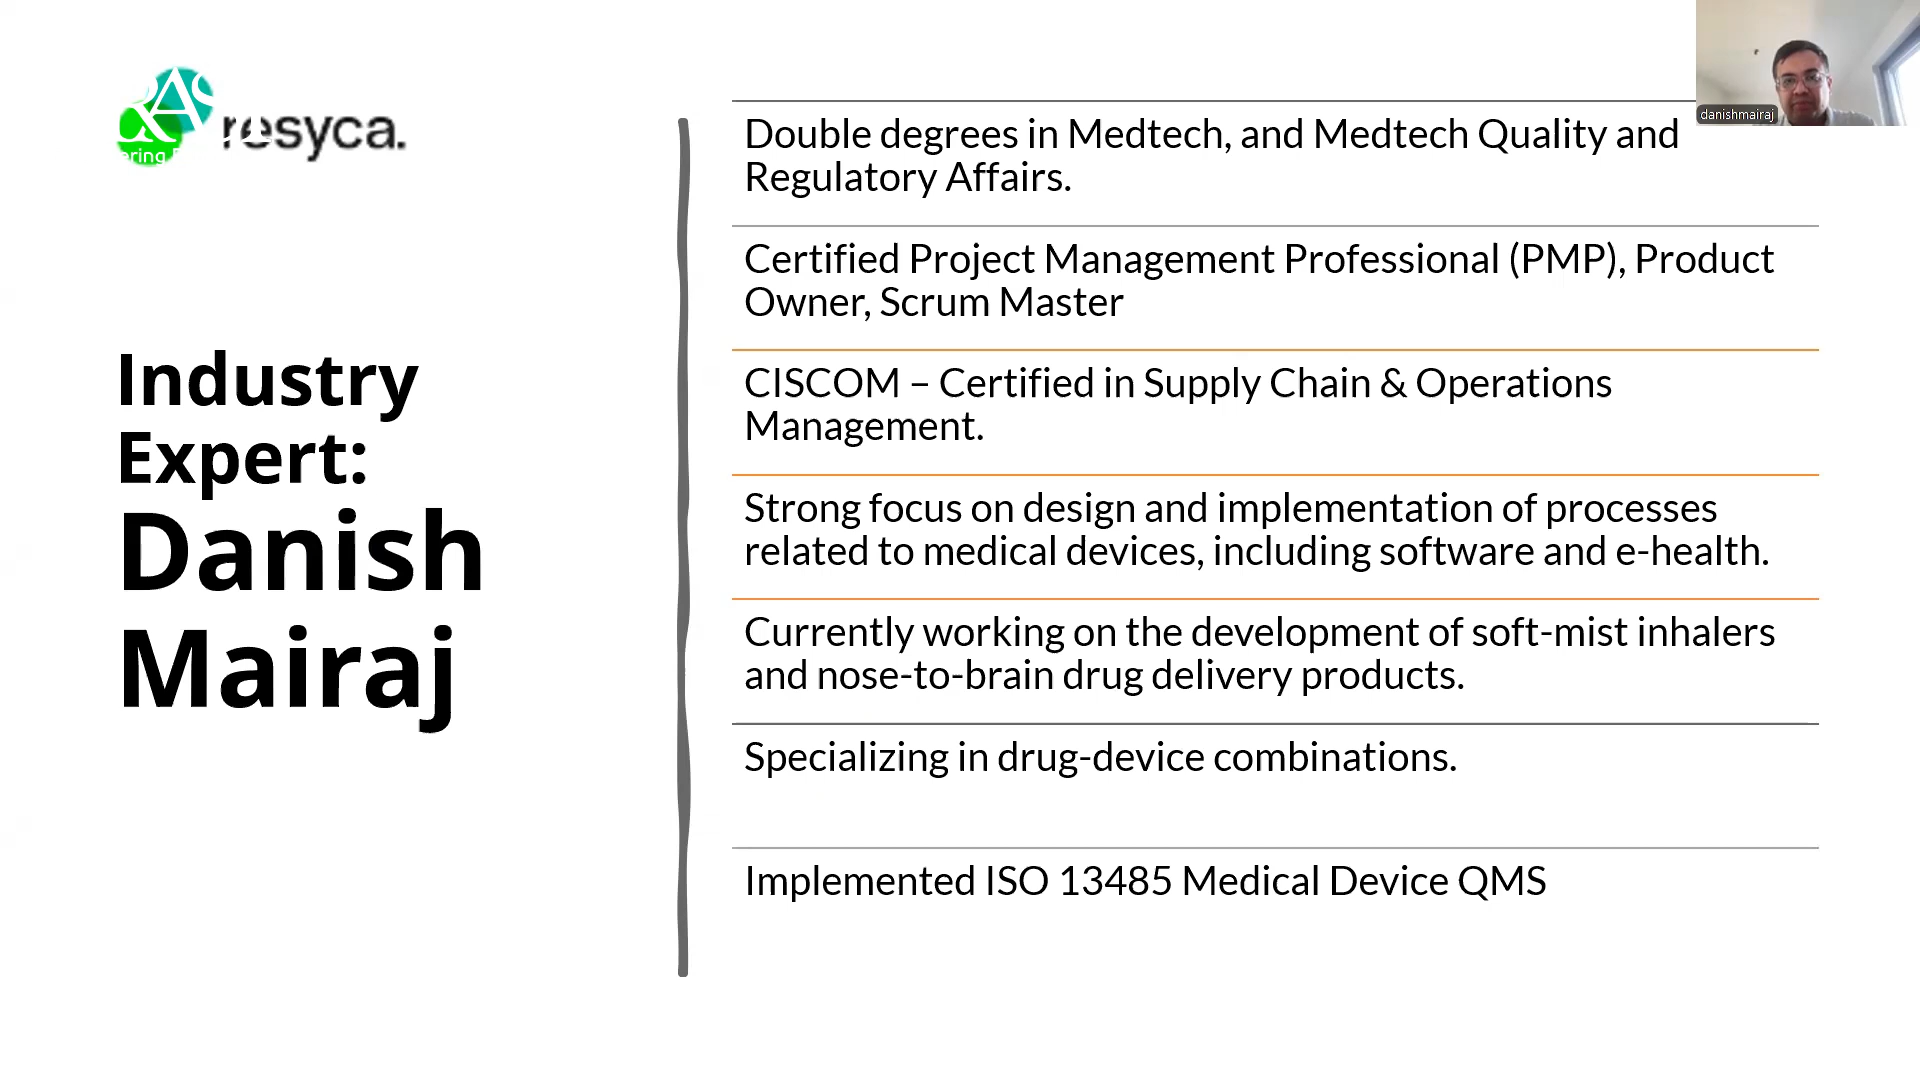 resyca.
ering
Industry
Expert:
Danish
Mairaj
Double degrees in Medtech, and Medtech Quality and
Regulatory Affairs.
Certified Project Management Professional (PMP), Product
Owner, Scrum Master
CISCOM – Certified in Supply Chain & Operations
Management.
Strong focus on design and implementation of processes
related to medical devices, including software and e-health.
Currently working on the development of soft-mist inhalers
and nose-to-brain drug delivery products.
Specializing in drug-device combinations.
Implemented ISO 13485 Medical Device QMS
danishmairaj